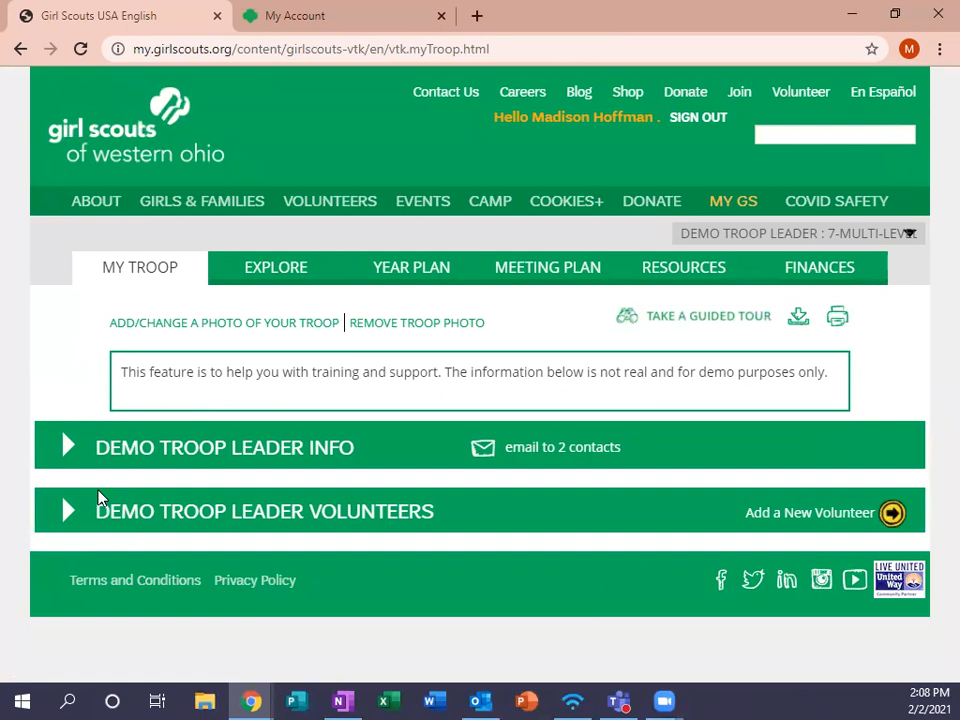 Girl Scouts USA English
My Account
my.girlscouts.org/content/girlscouts-vtk/en/vtk.myTroop.html
M
girl scouts
of western ohio
Contact Us Careers Blog Shop Donate Join Volunteer En Español
Hello Madison Hoffman . SIGN OUT
ABOUT GIRLS & FAMILIES VOLUNTEERS EVENTS CAMP COOKIES+ DONATE MY GS COVID SAFETY
DEMO TROOP LEADER : 7-MULTI-LEVE
MY TROOP EXPLORE YEAR PLAN MEETING PLAN RESOURCES FINANCES
ADD/CHANGE A PHOTO OF YOUR TROOP REMOVE TROOP PHOTO TAKE A GUIDED TOUR
This feature is to help you with training and support. The information below is not real and for demo purposes only.
DEMO TROOP LEADER INFO email to 2 contacts
DEMO TROOP LEADER VOLUNTEERS Add a New Volunteer
Terms and Conditions Privacy Policy
LIVE UNITED
United
Way
2:08 PM
2/2/2021